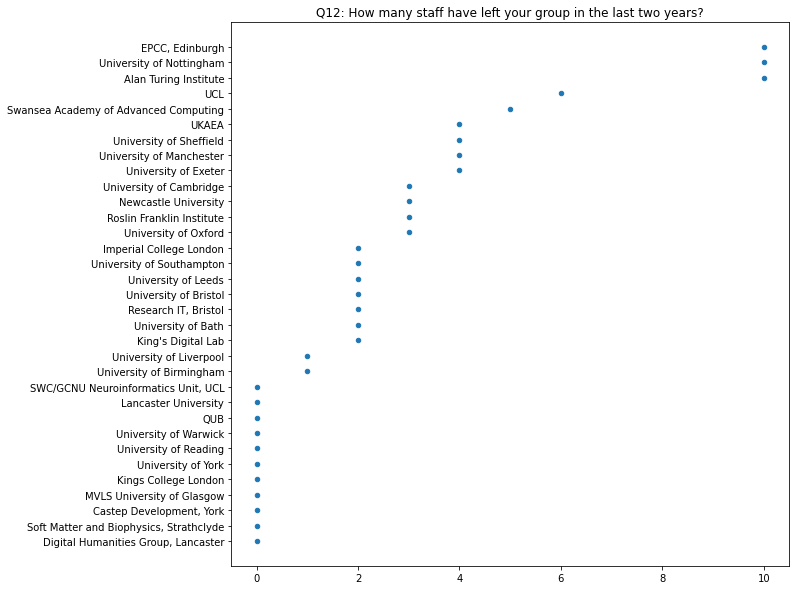 Q12: How many staff have left your group in the last two years?
EPCC, Edinburgh
University of Nottingham
Alan Turing Institute
UCL
Swansea Academy of Advanced Computing
UKAEA
University of Sheffield
University of Manchester
University of Exeter
University of Cambridge
Newcastle University
Roslin Franklin Institute
University of Oxford
Imperial College London
University of Southampton
University of Leeds
University of Bristol
Research IT, Bristol
University of Bath
King's Digital Lab
University of Liverpool
University of Birmingham
SWC/GCNU Neuroinformatics Unit, UCL
Lancaster University
QUB
University of Warwick
University of Reading
University of York
Kings College London
MVLS University of Glasgow
Castep Development, York
Soft Matter and Biophysics, Strathclyde
Digital Humanities Group, Lancaster
0 2 4 6 8 10